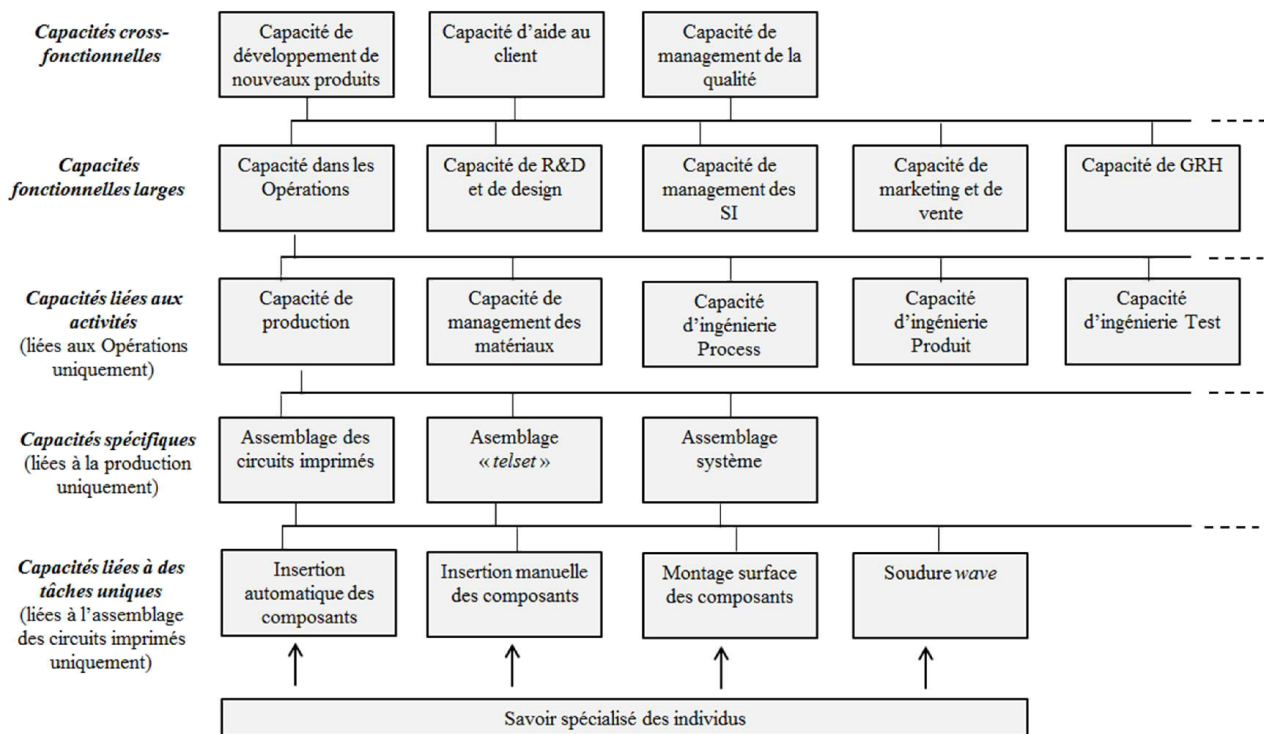 Capacités cross-
fonctionnelles
Capacité de
développement de
nouveaux produits
Capacité d’aide au
client
Capacité de
management de la
qualité
Capacités
fonctionnelles larges
Capacité dans les
Opérations
Capacité de R&D
et de design
Capacité de
management des
SI
Capacité de
marketing et de
vente
Capacité de GRH
Capacités liées aux
activités
(liées aux Opérations
uniquement)
Capacité de
production
Capacité de
management des
matériaux
Capacité
d’ingénierie
Process
Capacité
d’ingénierie
Produit
Capacité
d’ingénierie Test
Capacités spécifiques
(liées à la production
uniquement)
Assemblage des
circuits imprimés
Asemblage
« telset »
Assemblage
système
Capacités liées à des
tâches uniques
(liées à l’assemblage
des circuits imprimés
uniquement)
Insertion
automatique des
composants
Insertion manuelle
des composants
Montage surface
des composants
Soudure wave
Savoir spécialisé des individus